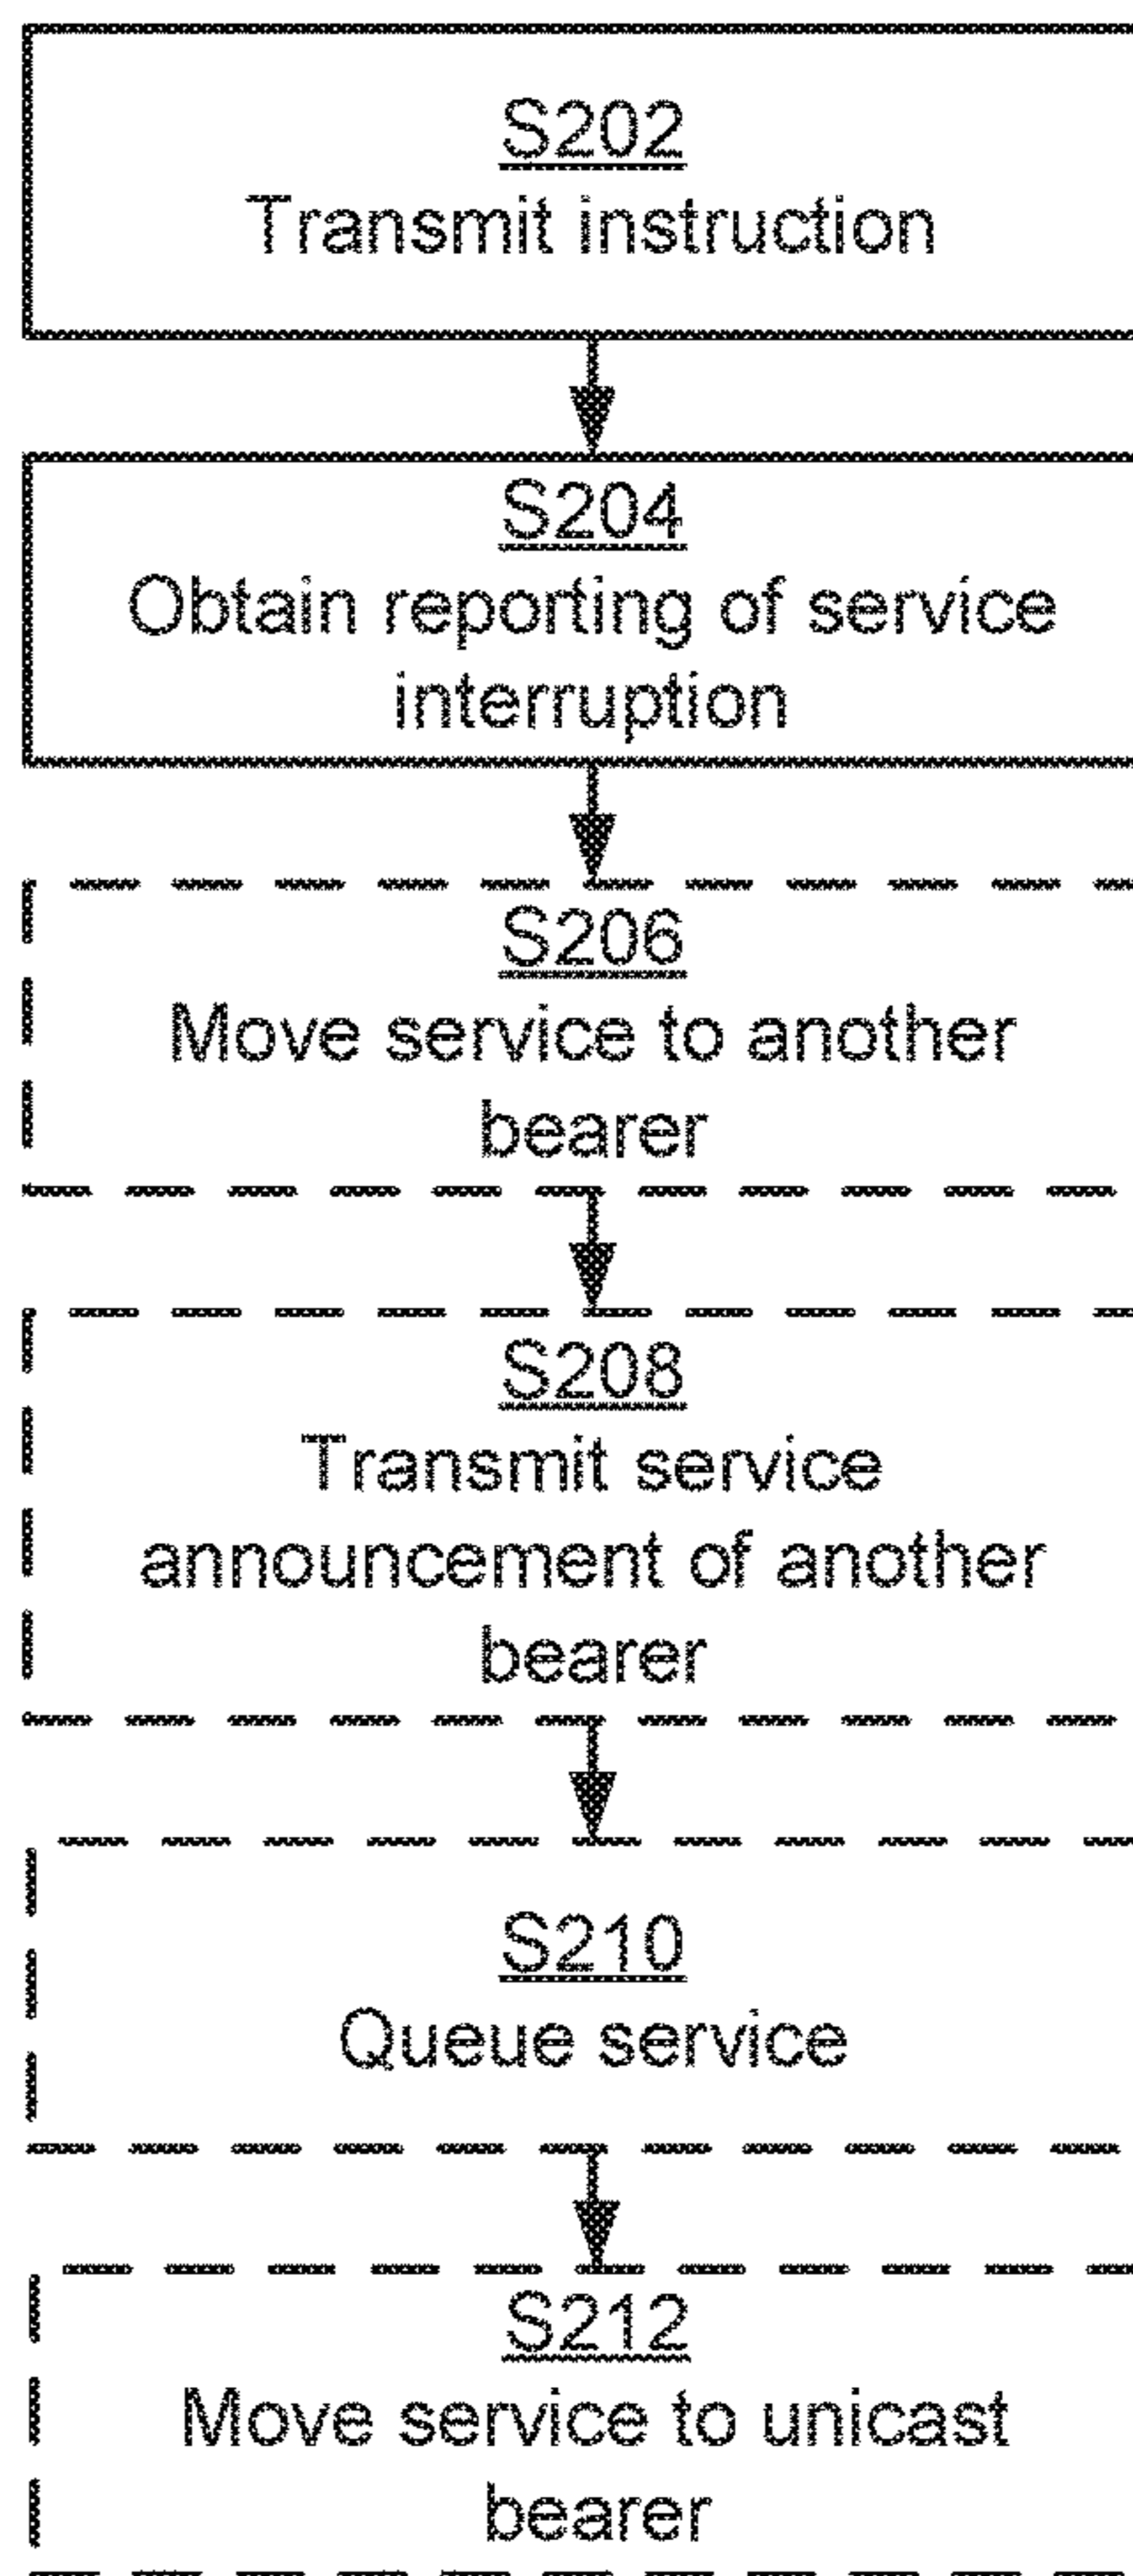 S202
Transmit instruction
S204
Obtain reporting of service
interruption
S206
Move service to another
bearer
S208
Transmit service
announcement of another
bearer
S210
Queue service
S212
Move service to unicast
bearer